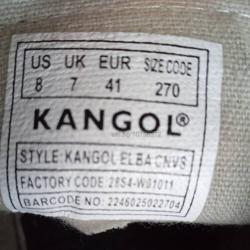 US UK EUR SIZE CODE
8 7 41 270
KANGOL®
STYLE: KANGOL ELBA CNVS
FACTORY CODE: 2854-W01011
BARCODE NO: 2246025022704